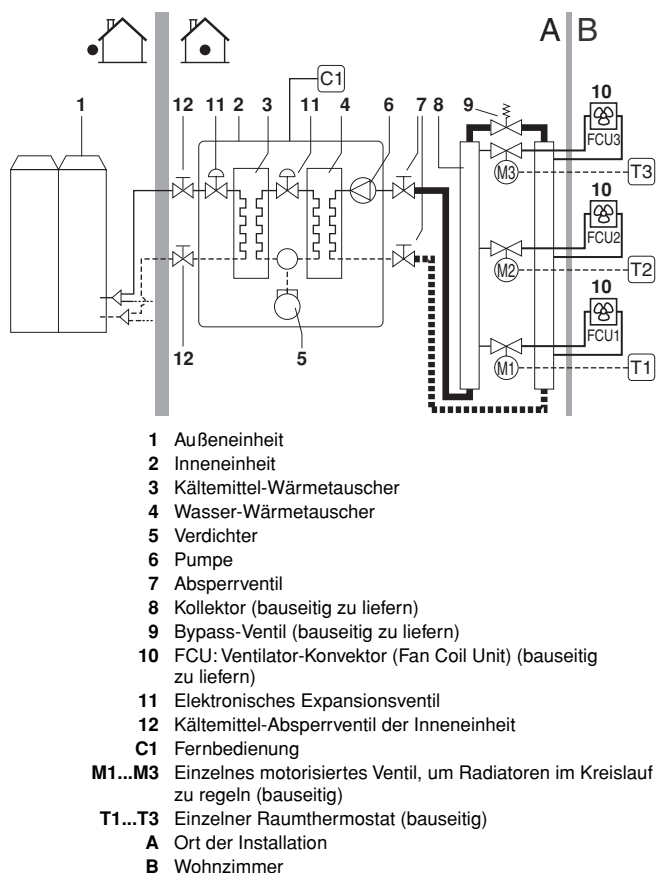 A B
C1
1 12 11 2 3 11 4 6 7 8 9 10
FCU3
M3
T3
10
FCU2
M2
T2
10
FCU1
M1
T1
12 5
1 Außeneinheit
2 Inneneinheit
3 Kältemittel-Wärmetauscher
4 Wasser-Wärmetauscher
5 Verdichter
6 Pumpe
7 Absperrventil
8 Kollektor (bauseitig zu liefern)
9 Bypass-Ventil (bauseitig zu liefern)
10 FCU: Ventilator-Konvektor (Fan Coil Unit) (bauseitig
zu liefern)
11 Elektronisches Expansionsventil
12 Kältemittel-Absperrventil der Inneneinheit
C1 Fernbedienung
M1...M3 Einzelnes motorisiertes Ventil, um Radiatoren im Kreislauf
zu regeln (bauseitig)
T1...T3 Einzelner Raumthermostat (bauseitig)
A Ort der Installation
B Wohnzimmer